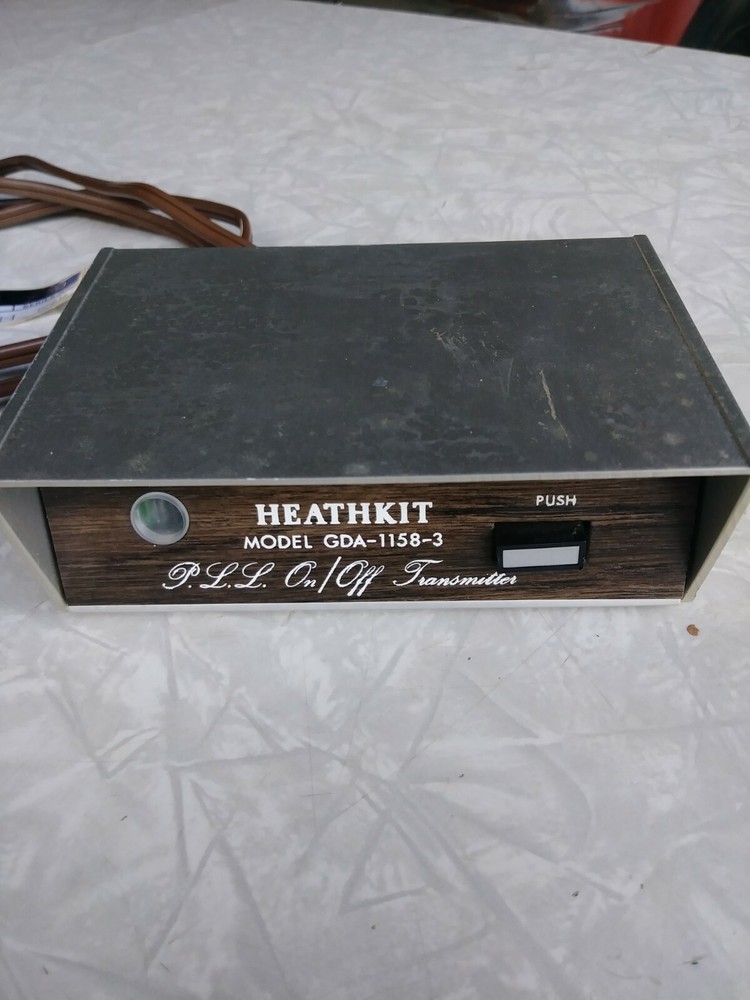 HEATHKIT
PUSH
MODEL GDA-1158-3
P.L.L. On/Off Transmitter